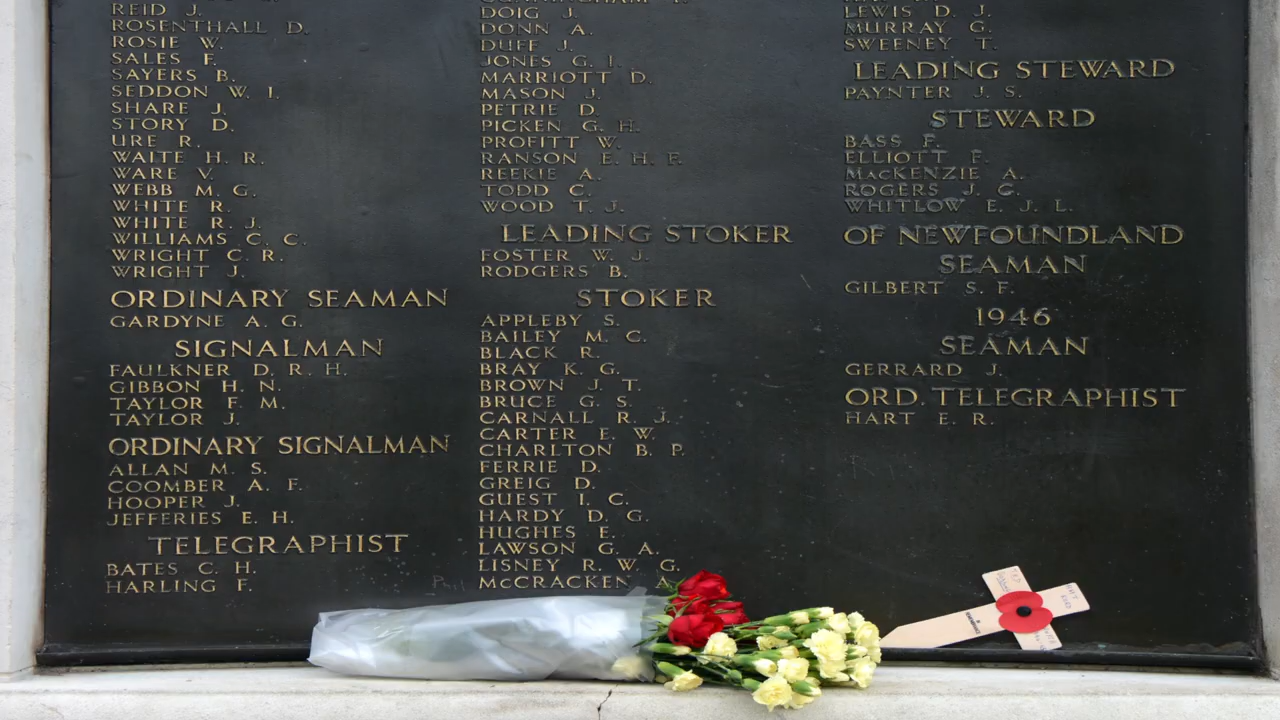 REID J.
ROSENTHALL D.
ROSIE W.
SALES F.
SAYERS B.
SEDDON W. I.
SHARE J.
STORY D.
URE R.
WAITE H. R.
WARE V.
WEBB M. G.
WHITE R.
WHITE R. J.
WILLIAMS C. C.
WRIGHT C. R.
WRIGHT J.
ORDINARY SEAMAN
GARDYNE A. G.
SIGNALMAN
FAULKNER D. R. H.
GIBBON H. N.
TAYLOR F. M.
TAYLOR J.
ORDINARY SIGNALMAN
ALLAN M. S.
COOMBER A. F.
HOOPER J.
JEFFERIES E. H.
TELEGRAPHIST
BATES C. H.
HARLING F.
DOIG J.
DONN A.
DUFF J.
JONES G. I.
MARRIOTT D.
MASON J.
PETRIE D.
PICKEN G. H.
PROFITT W.
RANSON E. H. F.
REEKIE A.
TODD C.
WOOD T. J.
LEADING STOKER
FOSTER W. J.
RODGERS B.
STOKER
APPLEBY S.
BAILEY M. C.
BLACK R.
BRAY K. G.
BROWN J. T.
BRUCE G. S.
CARNALL R. J.
CARTER E. W.
CHARLTON B. P.
FERRIE D.
GREIG D.
GUEST I. C.
HARDY D. G.
HUGHES E.
LAWSON G. A.
LISNEY R. W. G.
McCRACKEN A.
LEWIS D. J.
MURRAY G.
SWEENEY T.
LEADING STEWARD
PAYNTER J. S.
STEWARD
BASS F.
ELLIOTT F.
MacKENZIE A.
ROGERS J. C.
WHITLOW E. J. L.
OF NEWFOUNDLAND
SEAMAN
GILBERT S. F.
1946
SEAMAN
GERRARD J.
ORD. TELEGRAPHIST
HART E. R.